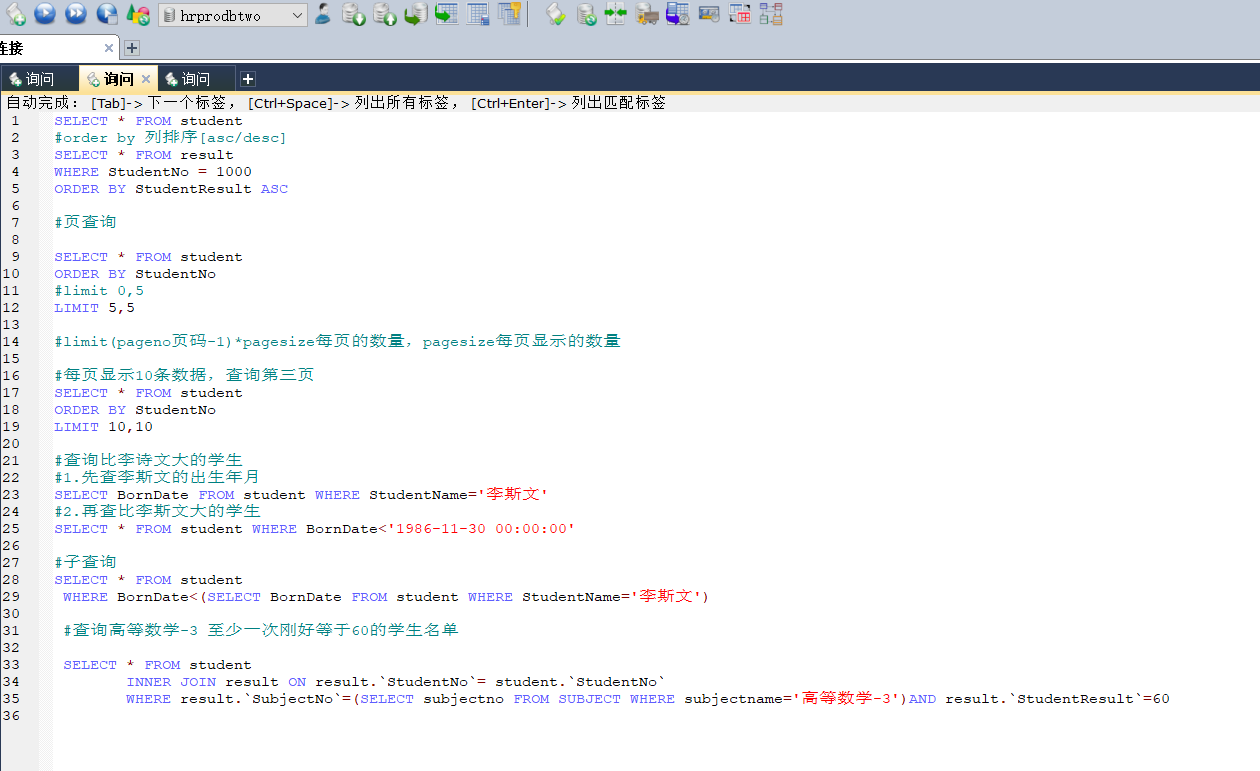 hrprodbtwo
连接
询问
询问
询问
自动完成： [Tab]-> 下一个标签， [Ctrl+Space]-> 列出所有标签， [Ctrl+Enter]-> 列出匹配标签
1 SELECT * FROM student
2 #order by 列排序[asc/desc]
3 SELECT * FROM result
4 WHERE StudentNo = 1000
5 ORDER BY StudentResult ASC
6
7 #页查询
8
9 SELECT * FROM student
10 ORDER BY StudentNo
11 #limit 0,5
12 LIMIT 5,5
13
14 #limit(pageno页码-1)*pagesize每页的数量，pagesize每页显示的数量
15
16 #每页显示10条数据，查询第三页
17 SELECT * FROM student
18 ORDER BY StudentNo
19 LIMIT 10,10
20
21 #查询比李诗文大的学生
22 #1.先查李斯文的出生年月
23 SELECT BornDate FROM student WHERE StudentName='李斯文'
24 #2.再查比李斯文大的学生
25 SELECT * FROM student WHERE BornDate<'1986-11-30 00:00:00'
26
27 #子查询
28 SELECT * FROM student
29 WHERE BornDate<(SELECT BornDate FROM student WHERE StudentName='李斯文')
30
31 #查询高等数学-3 至少一次刚好等于60的学生名单
32
33 SELECT * FROM student
34 INNER JOIN result ON result.`StudentNo`= student.`StudentNo`
35 WHERE result.`SubjectNo`=(SELECT subjectno FROM SUBJECT WHERE subjectname='高等数学-3')AND result.`StudentResult`=60
36